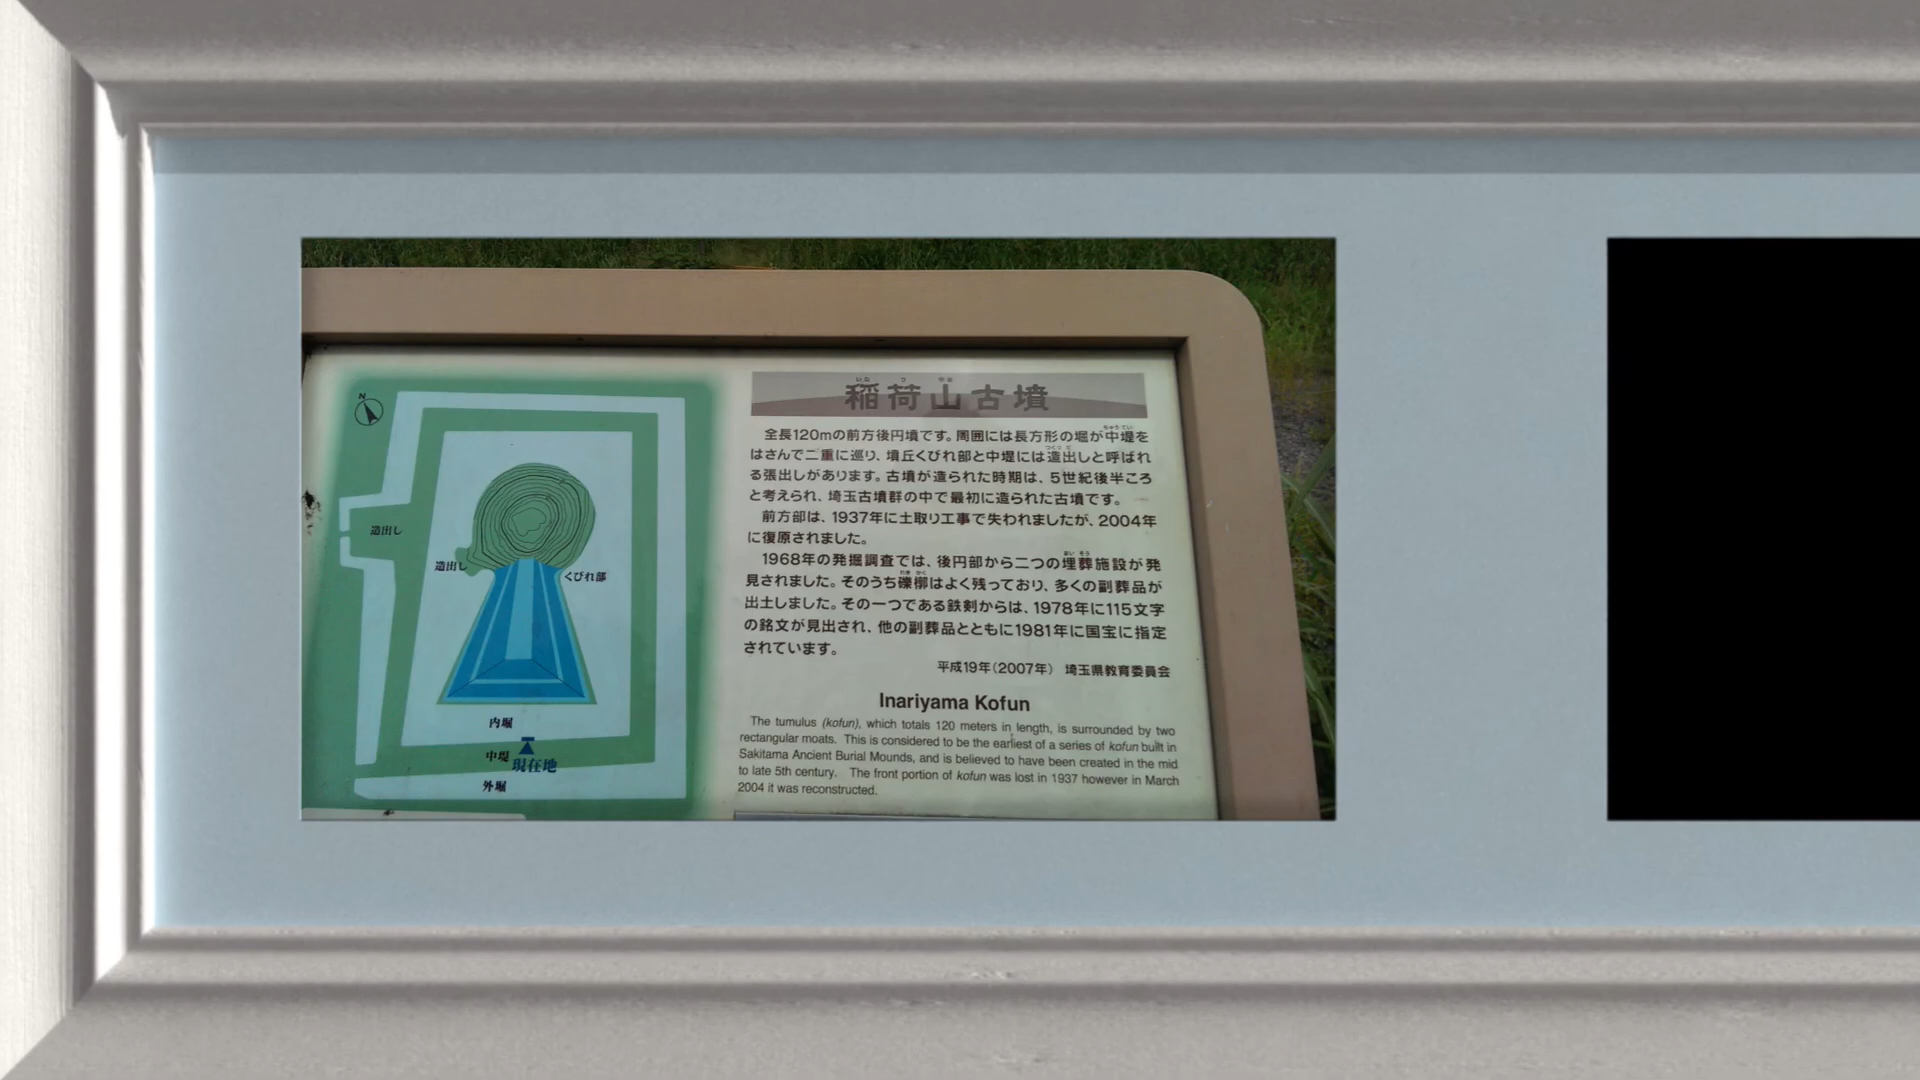 稲荷山古墳
全長120mの前方後円墳です。周囲には長方形の堀が中堤を
はさんで二重に巡り、墳丘くびれ部と中堤には造出しと呼ばれ
る張出しがあります。古墳が造られた時期は、5世紀後半ころ
と考えられ、埼玉古墳群の中で最初に造られた古墳です。
前方部は、1937年に土取り工事で失われましたが、2004年
に復原されました。
1968年の発掘調査では、後円部から二つの埋葬施設が発
見されました。そのうち礫槨はよく残っており、多くの副葬品が
出土しました。その一つである鉄剣からは、1978年に115文字
の銘文が見出され、他の副葬品とともに1981年に国宝に指定
されています。
平成19年(2007年) 埼玉県教育委員会
Inariyama Kofun
The tumulus (kofun), which totals 120 meters in length, is surrounded by two
rectangular moats. This is considered to be the earliest of a series of kofun built in
Sakitama Ancient Burial Mounds, and is believed to have been created in the mid
to late 5th century. The front portion of kofun was lost in 1937 however in March
2004 it was reconstructed.
N
造出し
造出し
くびれ部
内堀
中堤
現在地
外堀